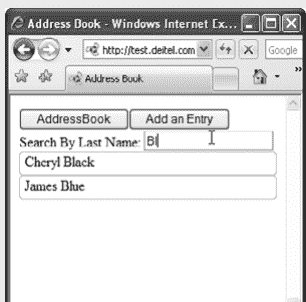 Address Book - Windows Internet Ex...
http://test.deitel.com
Google
Address Book
AddressBook Add an Entry
Search By Last Name: Bl
Cheryl Black
James Blue